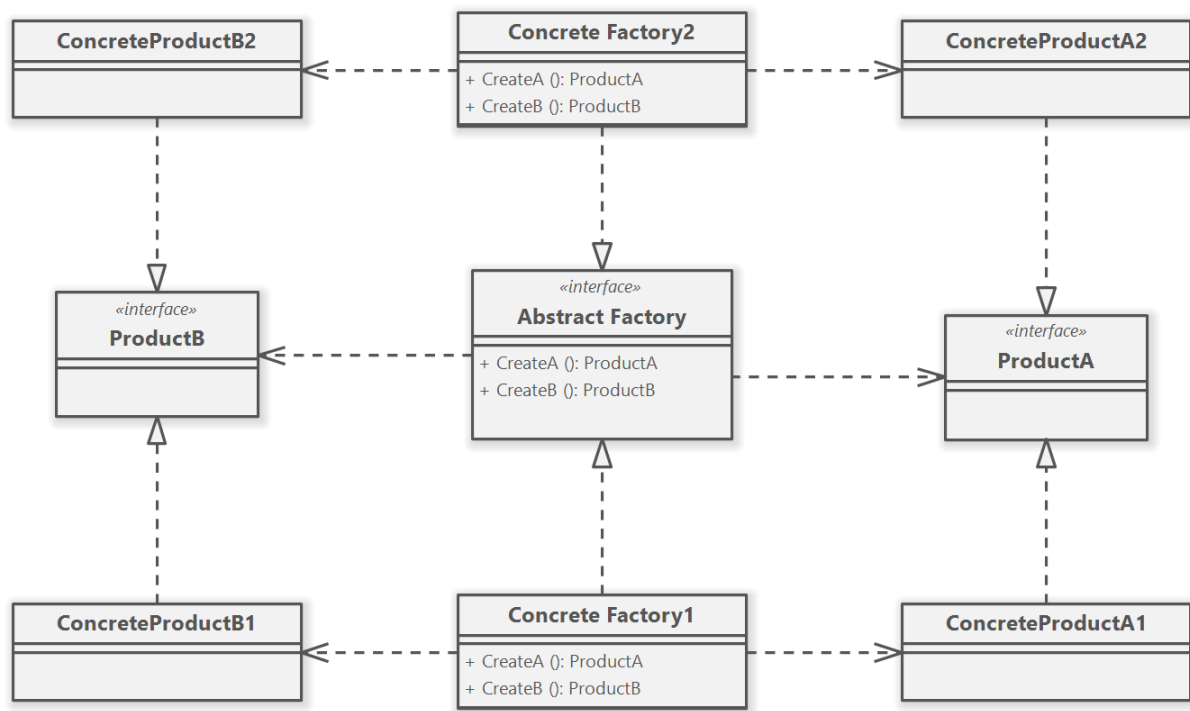 ConcreteProductB2
Concrete Factory2
+ CreateA (): ProductA
+ CreateB (): ProductB
ConcreteProductA2
«interface»
ProductB
«interface»
Abstract Factory
+ CreateA (): ProductA
+ CreateB (): ProductB
«interface»
ProductA
ConcreteProductB1
Concrete Factory1
+ CreateA (): ProductA
+ CreateB (): ProductB
ConcreteProductA1